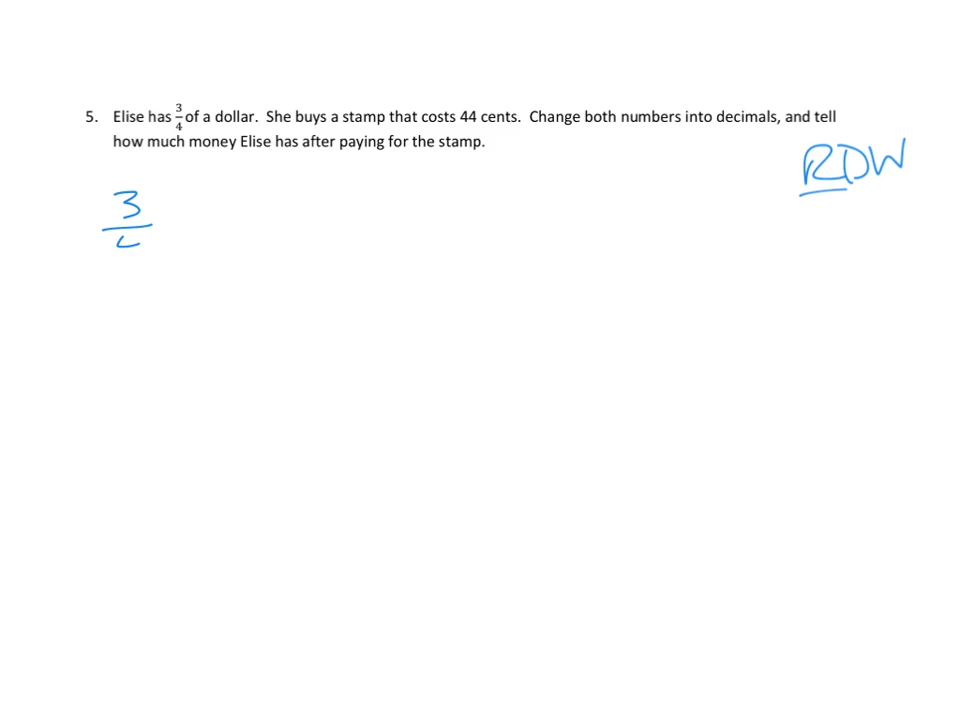 5. Elise has 3/4 of a dollar. She buys a stamp that costs 44 cents. Change both numbers into decimals, and tell
how much money Elise has after paying for the stamp.
RDW
3